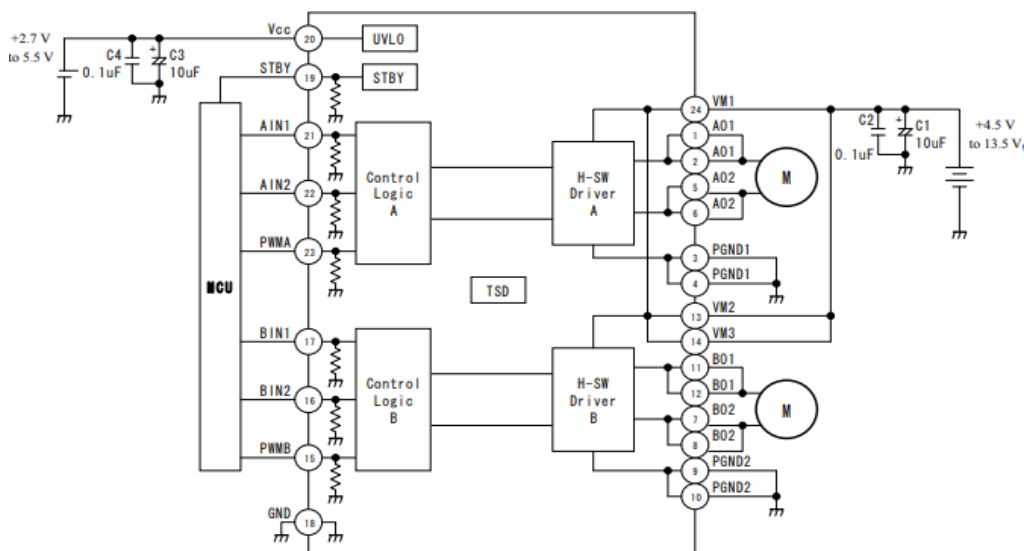 +2.7 V
to 5.5 V
C4
0.1uF
C3
10uF
+
Vcc
20
UVLO
STBY
19
STBY
AIN1
21
AIN2
22
PWMA
23
Control
Logic
A
H-SW
Driver
A
24
VM1
1
AO1
2
AO1
5
AO2
6
AO2
M
3
PGND1
4
PGND1
C2
0.1uF
+
C1
10uF
+4.5 V
to 13.5 V
MCU
TSD
13
VM2
14
VM3
BIN1
17
BIN2
16
PWMB
15
Control
Logic
B
H-SW
Driver
B
11
BO1
12
BO1
7
BO2
8
BO2
M
9
PGND2
10
PGND2
GND
18